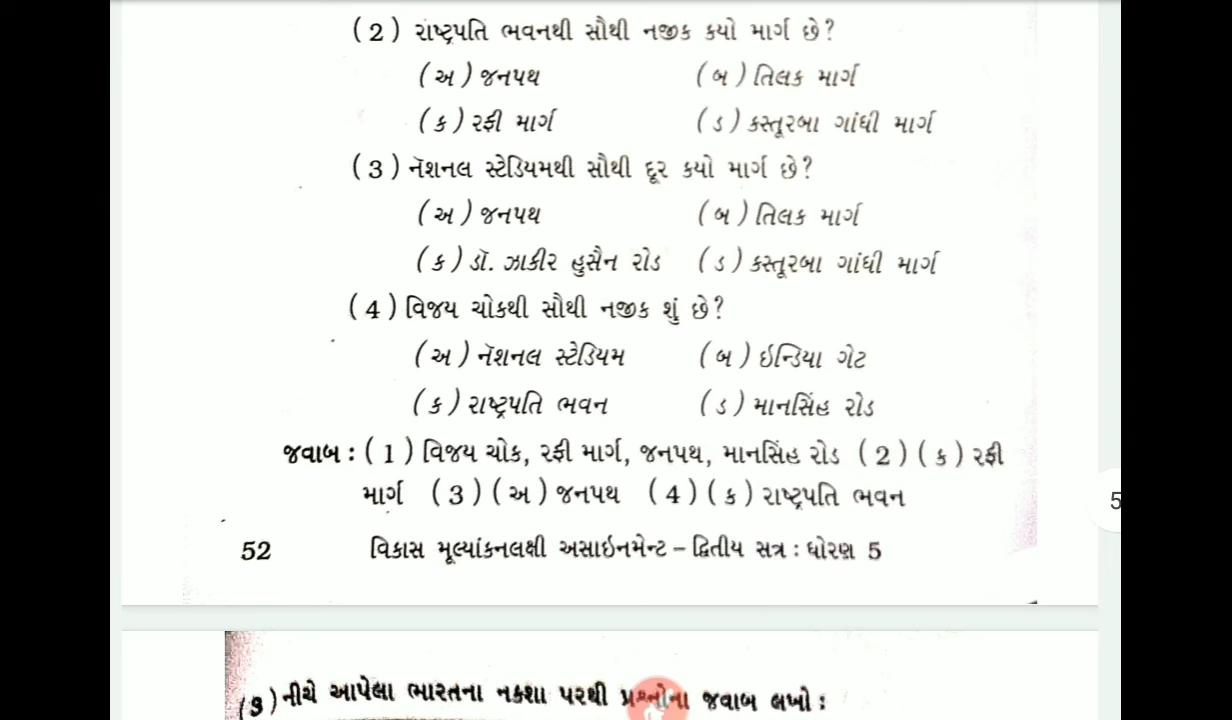 (2) રાષ્ટ્રપતિ ભવનથી સૌથી નજીક કયો માર્ગ છે?
(અ) જનપથ (બ) તિલક માર્ગ
(ક) રફી માર્ગ (ડ) કસ્તૂરબા ગાંધી માર્ગ
(3) નૅશનલ સ્ટેડિયમથી સૌથી દૂર કયો માર્ગ છે?
(અ) જનપથ (બ) તિલક માર્ગ
(ક) ડૉ. ઝાકીર હુસૈન રોડ (ડ) કસ્તૂરબા ગાંધી માર્ગ
(4) વિજય ચોકથી સૌથી નજીક શું છે?
(અ) નૅશનલ સ્ટેડિયમ (બ) ઇન્ડિયા ગેટ
(ક) રાષ્ટ્રપતિ ભવન (ડ) માનસિંહ રોડ
જવાબ : (1) વિજય ચોક, રફી માર્ગ, જનપથ, માનસિંહ રોડ (2) (ક) રફી
માર્ગ (3) (અ) જનપથ (4) (ક) રાષ્ટ્રપતિ ભવન
5
52 વિકાસ મૂલ્યાંકનલક્ષી અસાઇનમેન્ટ – દ્વિતીય સત્ર : ધોરણ 5
(9) નીચે આપેલા ભારતના નકશા પરથી પ્રશ્નોના જવાબ લખો :